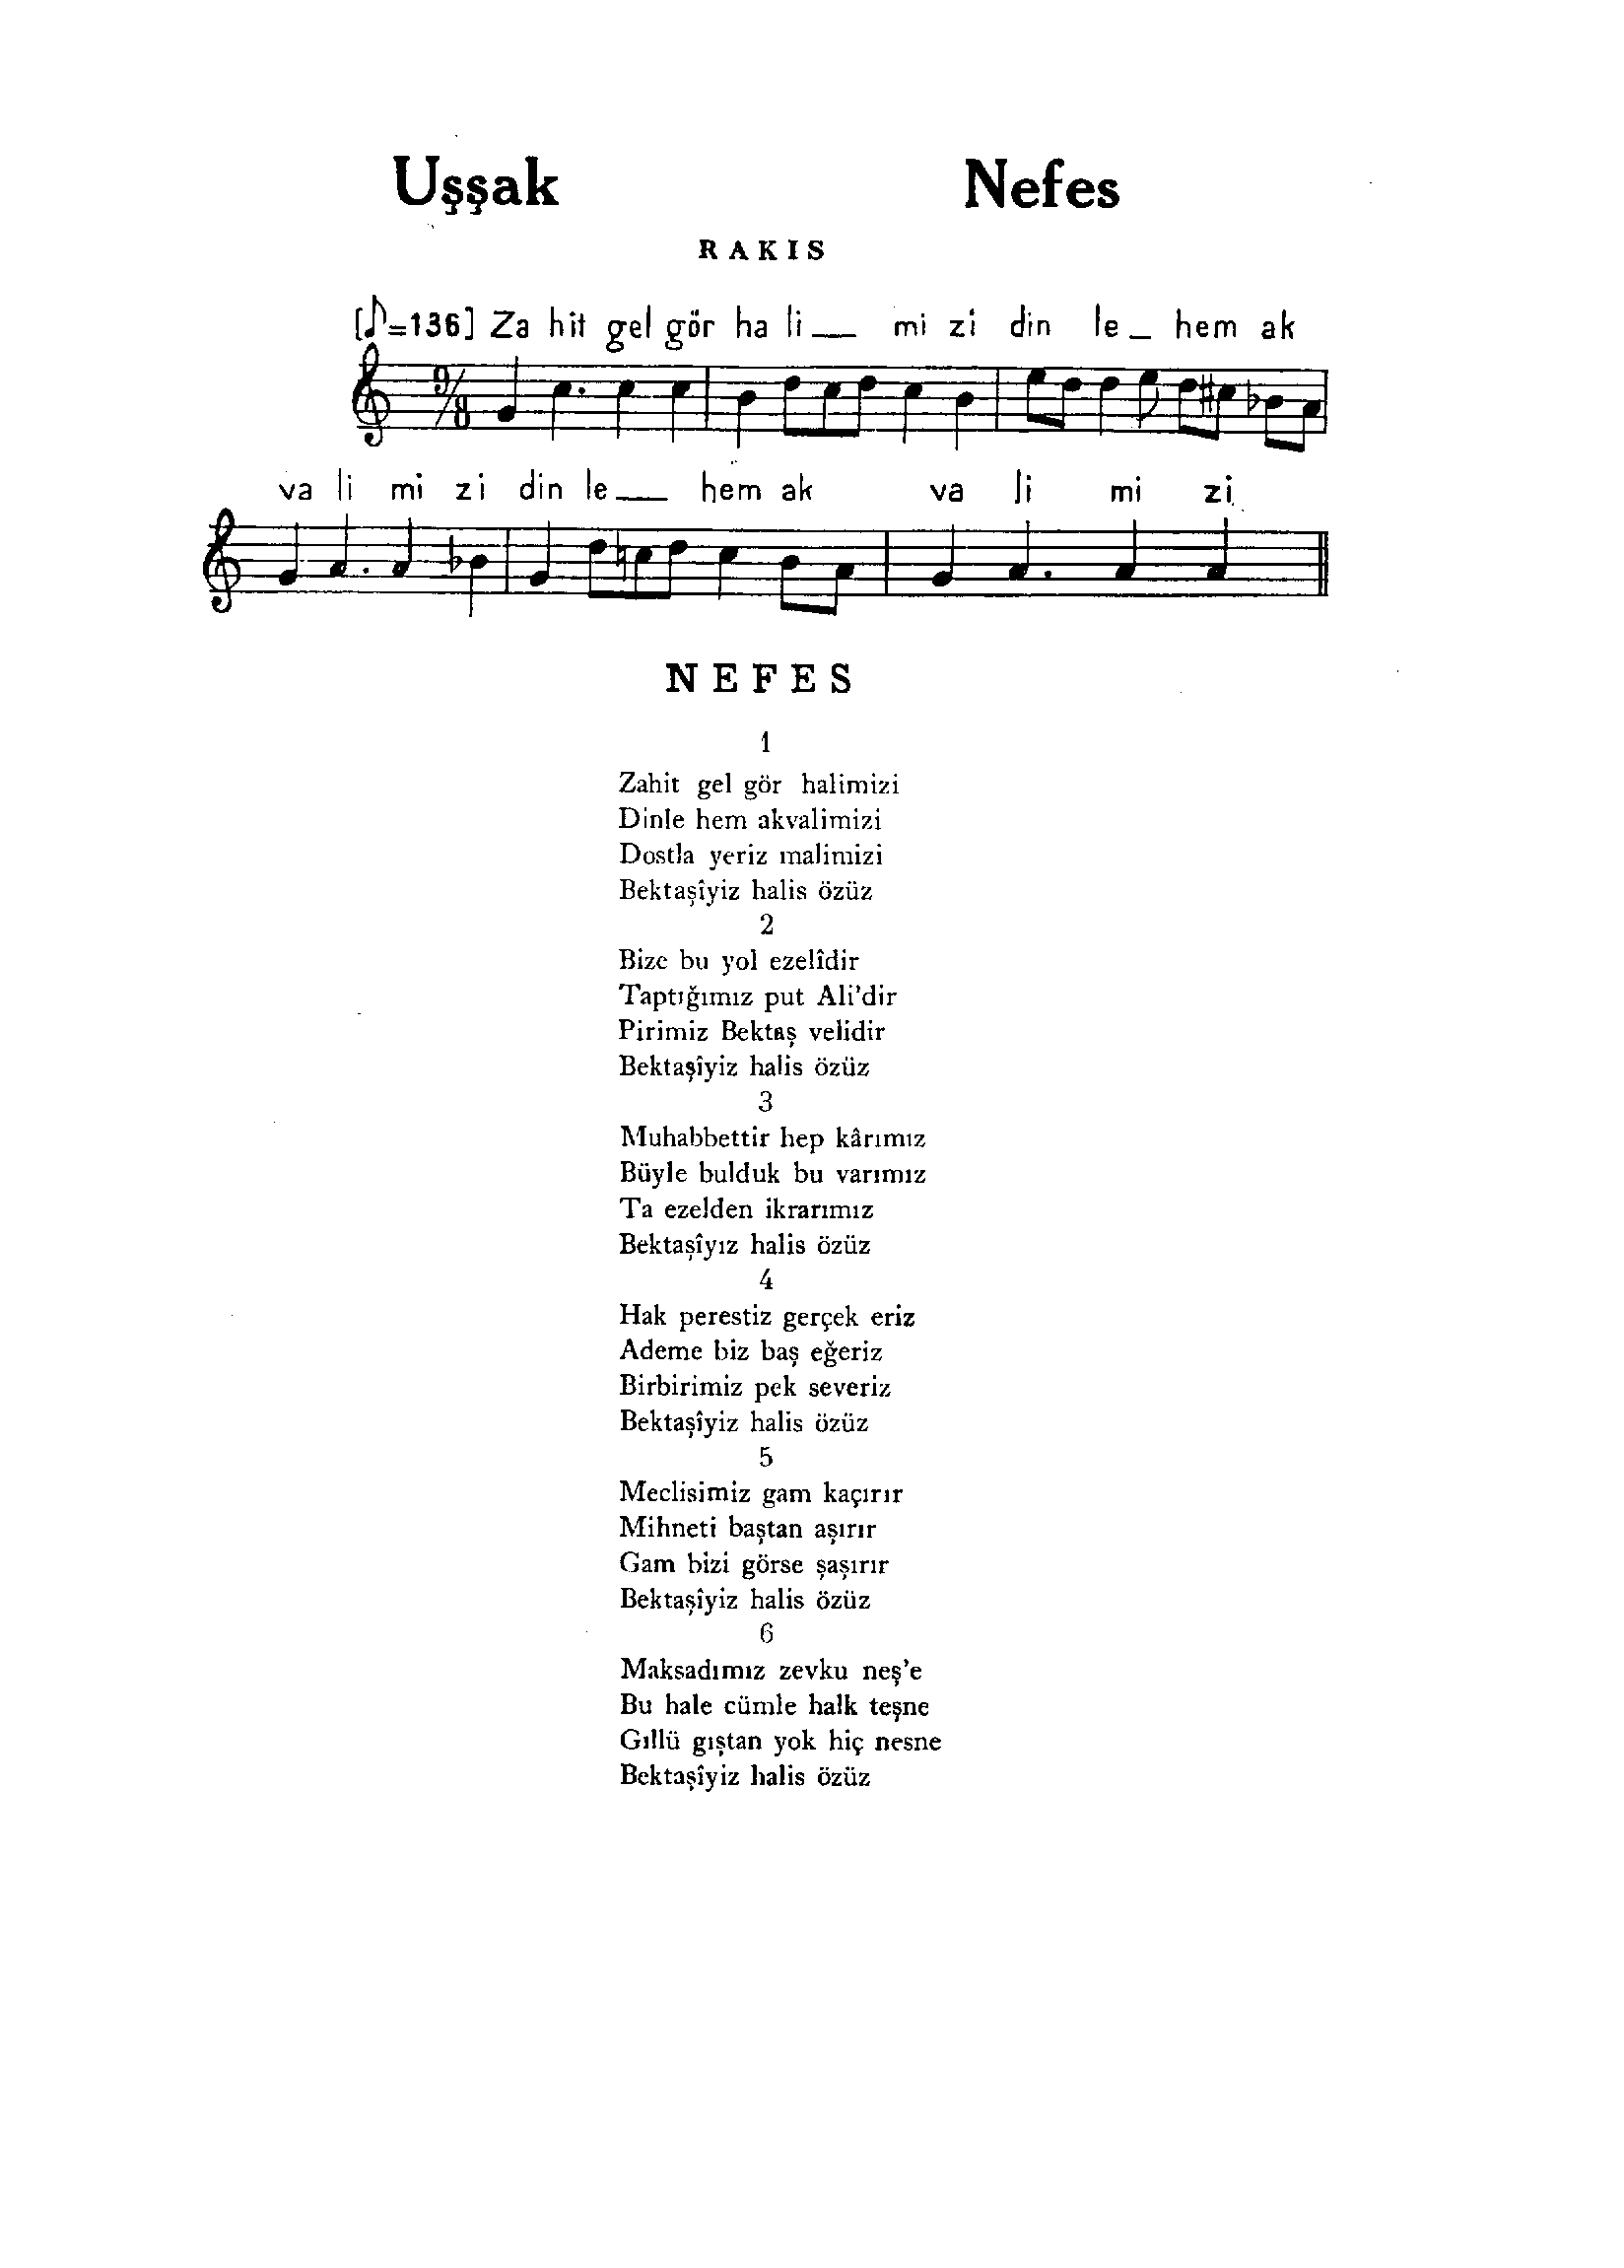 Uşşak Nefes
RAKIS
[♪=136] Za hit gel gör ha li__ mi zi din le_ hem ak
9/8
va li mi zi din le__ hem ak va li mi zi
NEFES
1
Zahit gel gör halimizi
Dinle hem akvalimizi
Dostla yeriz malimizi
Bektaşîyiz halis özüz
2
Bize bu yol ezelîdir
Taptığımız put Ali'dir
Pirimiz Bektaş velidir
Bektaşîyiz halis özüz
3
Muhabbettir hep kârımız
Büyle bulduk bu varımız
Ta ezelden ikrarımız
Bektaşîyız halis özüz
4
Hak perestiz gerçek eriz
Ademe biz baş eğeriz
Birbirimiz pek severiz
Bektaşîyiz halis özüz
5
Meclisimiz gam kaçırır
Mihneti baştan aşırır
Gam bizi görse şaşırır
Bektaşîyiz halis özüz
6
Maksadımız zevku neş'e
Bu hale cümle halk teşne
Gıllü gıştan yok hiç nesne
Bektaşîyiz halis özüz